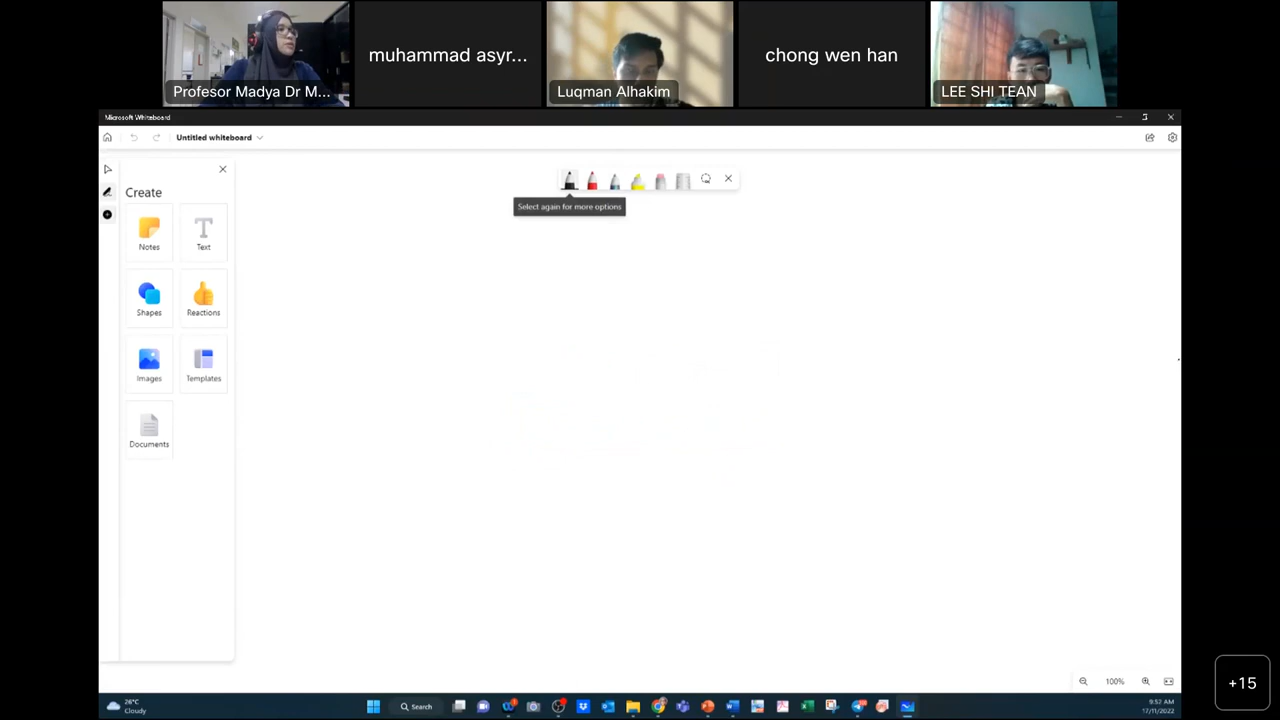 Profesor Madya Dr M...
muhammad asyr...
Luqman Alhakim
chong wen han
LEE SHI TEAN
Microsoft Whiteboard
Untitled whiteboard
Create
Select again for more options
Notes
Text
Shapes
Reactions
Images
Templates
Documents
100%
+15
26°C
Cloudy
Search
9:52 AM
17/11/2022